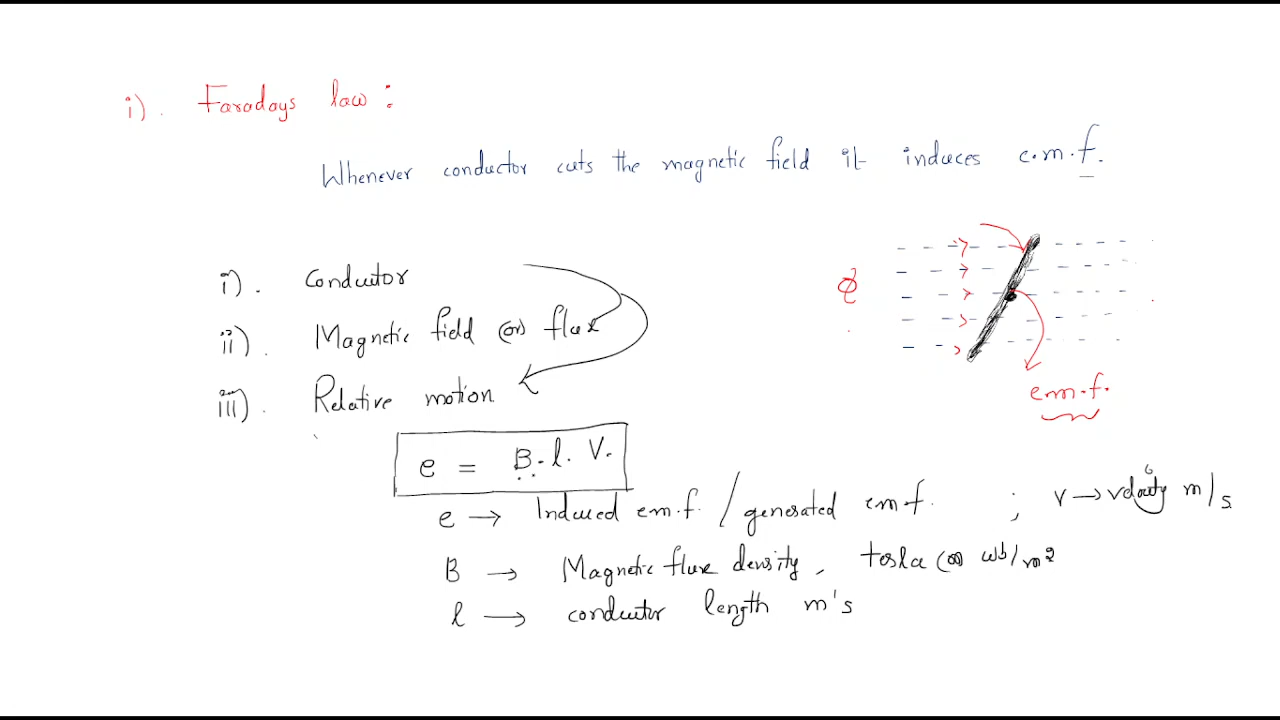 i). Faradays law :
Whenever conductor cuts the magnetic field it induces e.m.f.
i). Conductor
ii). Magnetic field (or) flux
iii). Relative motion
Φ
e.m.f.
e = B. l. V.
e → Induced e.m.f. / generated e.m.f. ; V → velocity m/s
B → Magnetic flux density, tesla (or) wb/m²
l → conductor length m's